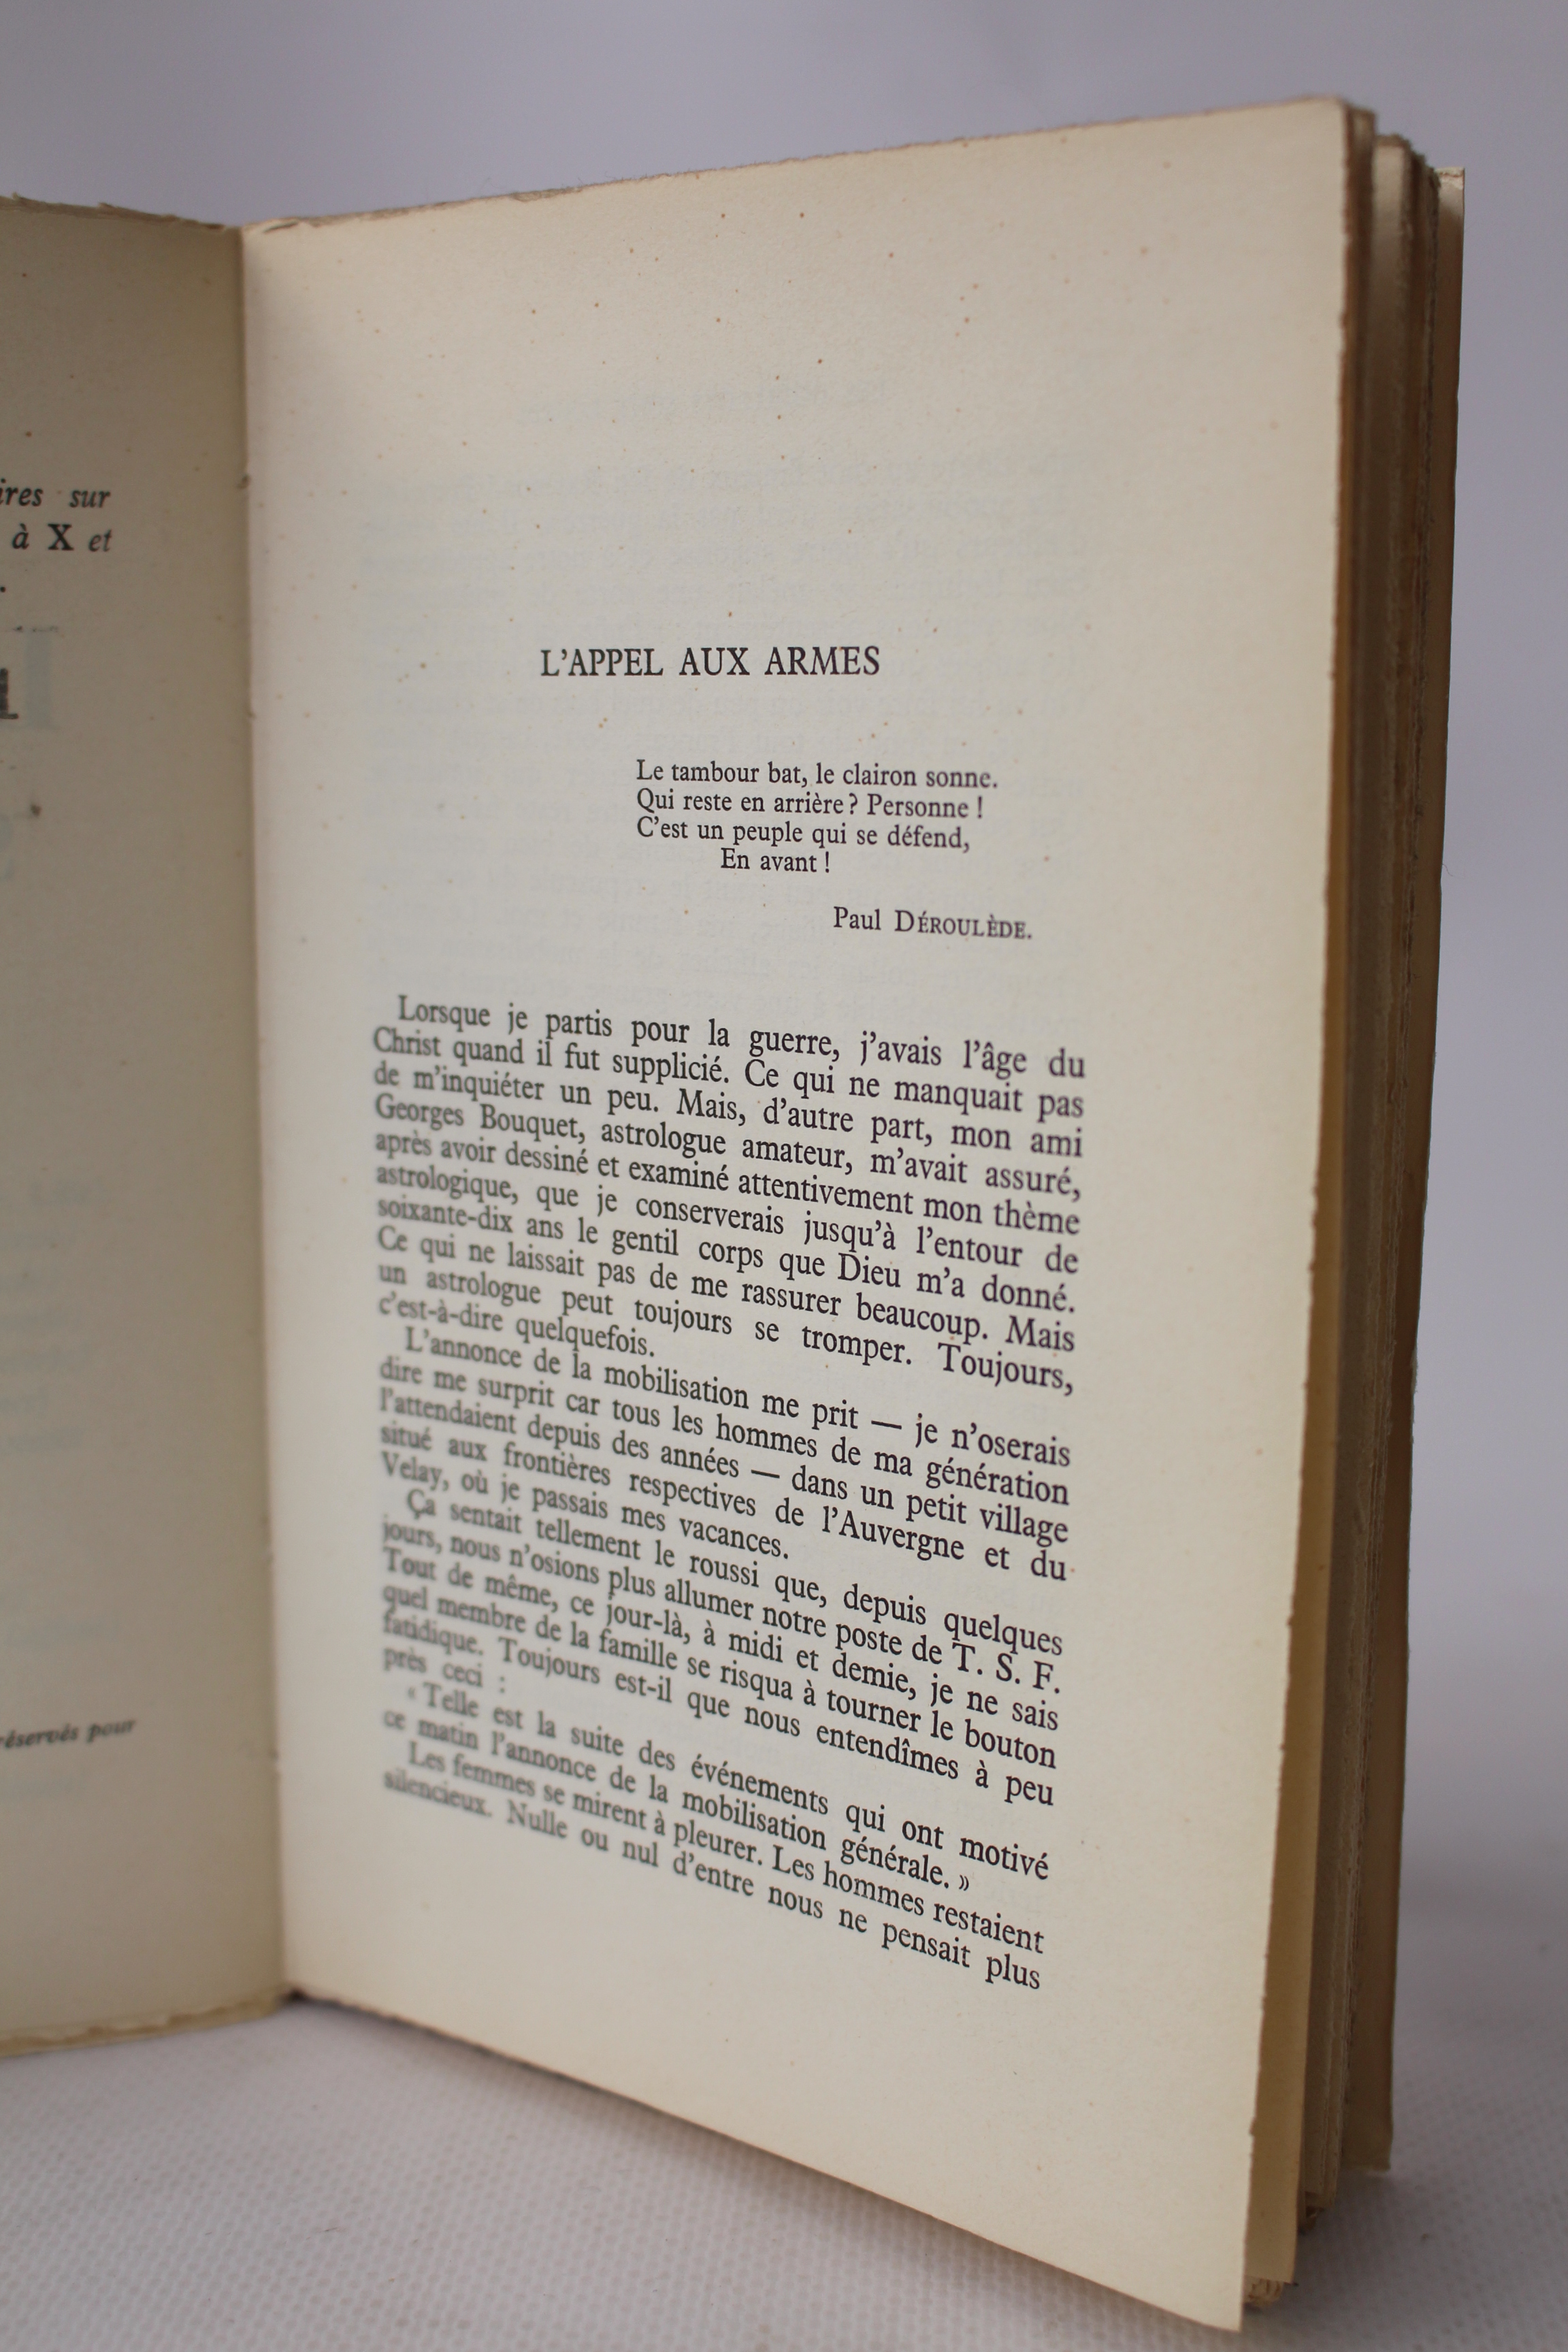 ires sur
à X et
.
réservés pour
L'APPEL AUX ARMES
Le tambour bat, le clairon sonne.
Qui reste en arrière ? Personne !
C'est un peuple qui se défend,
En avant !
Paul DÉROULÈDE.
Lorsque je partis pour la guerre, j'avais l'âge du
Christ quand il fut supplicié. Ce qui ne manquait pas
de m'inquiéter un peu. Mais, d'autre part, mon ami
Georges Bouquet, astrologue amateur, m'avait assuré,
après avoir dessiné et examiné attentivement mon thème
astrologique, que je conserverais jusqu'à l'entour de
soixante-dix ans le gentil corps que Dieu m'a donné.
Ce qui ne laissait pas de me rassurer beaucoup. Mais
un astrologue peut toujours se tromper. Toujours,
c'est-à-dire quelquefois.
L'annonce de la mobilisation me prit — je n'oserais
dire me surprit car tous les hommes de ma génération
l'attendaient depuis des années — dans un petit village
situé aux frontières respectives de l'Auvergne et du
Velay, où je passais mes vacances.
Ça sentait tellement le roussi que, depuis quelques
jours, nous n'osions plus allumer notre poste de T. S. F.
Tout de même, ce jour-là, à midi et demie, je ne sais
quel membre de la famille se risqua à tourner le bouton
fatidique. Toujours est-il que nous entendîmes à peu
près ceci :
« Telle est la suite des événements qui ont motivé
ce matin l'annonce de la mobilisation générale. »
Les femmes se mirent à pleurer. Les hommes restaient
silencieux. Nulle ou nul d'entre nous ne pensait plus